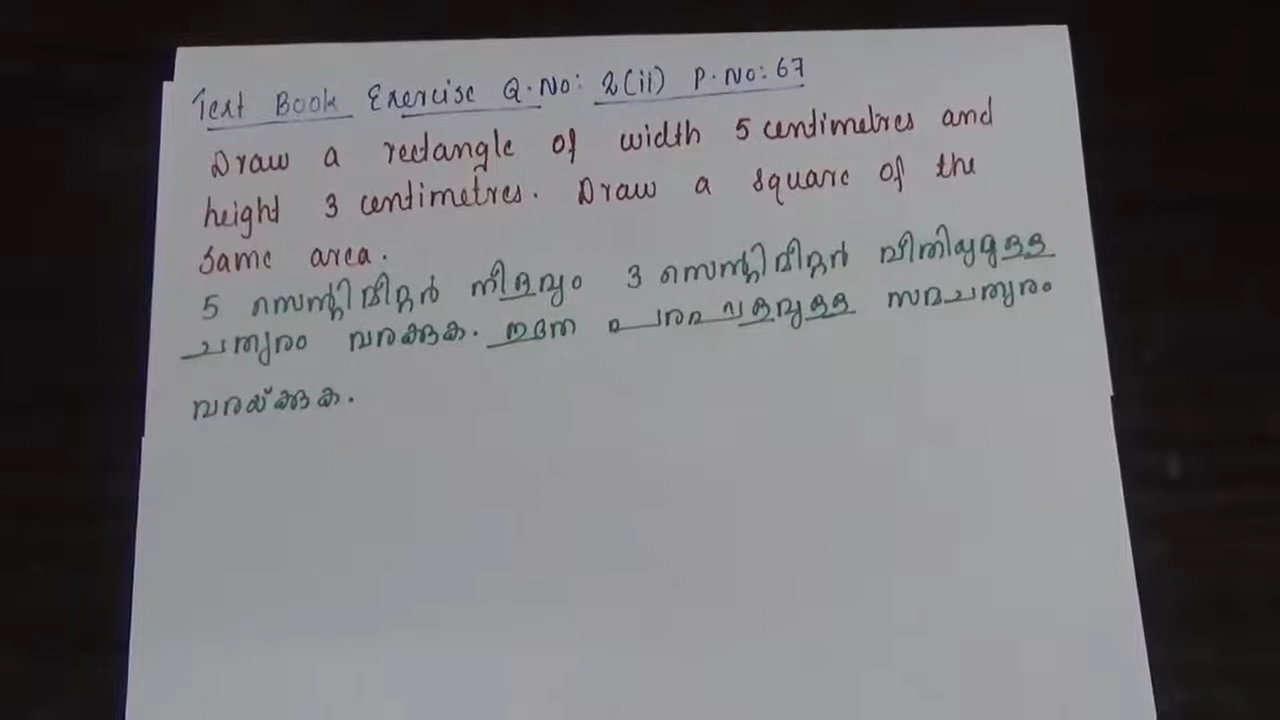 Text Book Exercise Q.No: 2(ii) P.No:67
Draw a rectangle of width 5 centimetres and
height 3 centimetres. Draw a square of the
same area.
5 സെന്റിമീറ്റർ നീളവും 3 സെന്റിമീറ്റർ വീതിയുമുള്ള
ചതുരം വരക്കുക. ഇതേ പരപ്പളവുള്ള സമചതുരം
വരയ്ക്കുക.